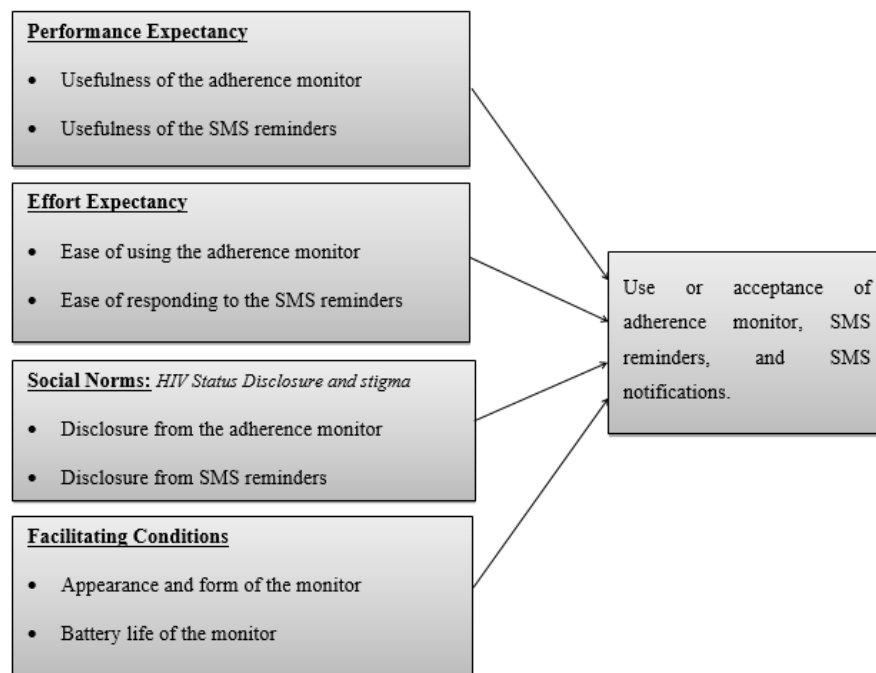 Performance Expectancy
• Usefulness of the adherence monitor
• Usefulness of the SMS reminders
Effort Expectancy
• Ease of using the adherence monitor
• Ease of responding to the SMS reminders
Social Norms: HIV Status Disclosure and stigma
• Disclosure from the adherence monitor
• Disclosure from SMS reminders
Facilitating Conditions
• Appearance and form of the monitor
• Battery life of the monitor
Use or acceptance of
adherence monitor, SMS
reminders, and SMS
notifications.